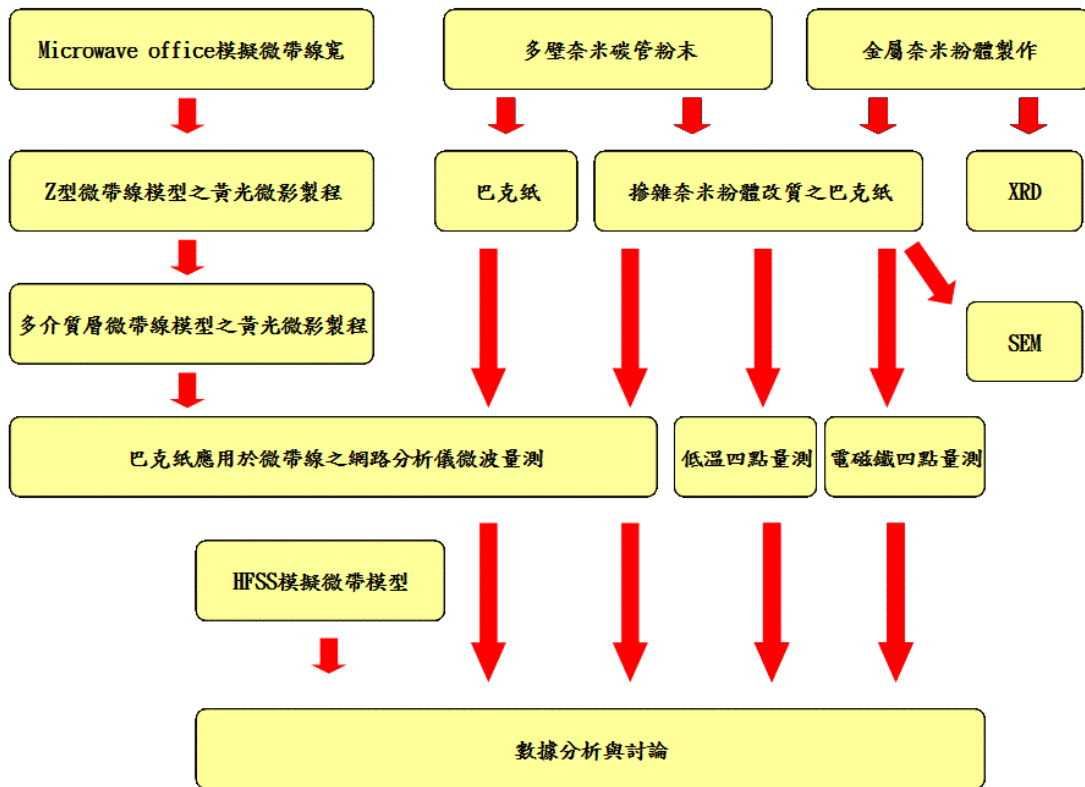 Microwave office模擬微帶線寬
多壁奈米碳管粉末
金屬奈米粉體製作
Z型微帶線模型之黃光微影製程
巴克紙
摻雜奈米粉體改質之巴克紙
XRD
多介質層微帶線模型之黃光微影製程
SEM
巴克紙應用於微帶線之網路分析儀微波量測
低溫四點量測
電磁鐵四點量測
HFSS模擬微帶模型
數據分析與討論